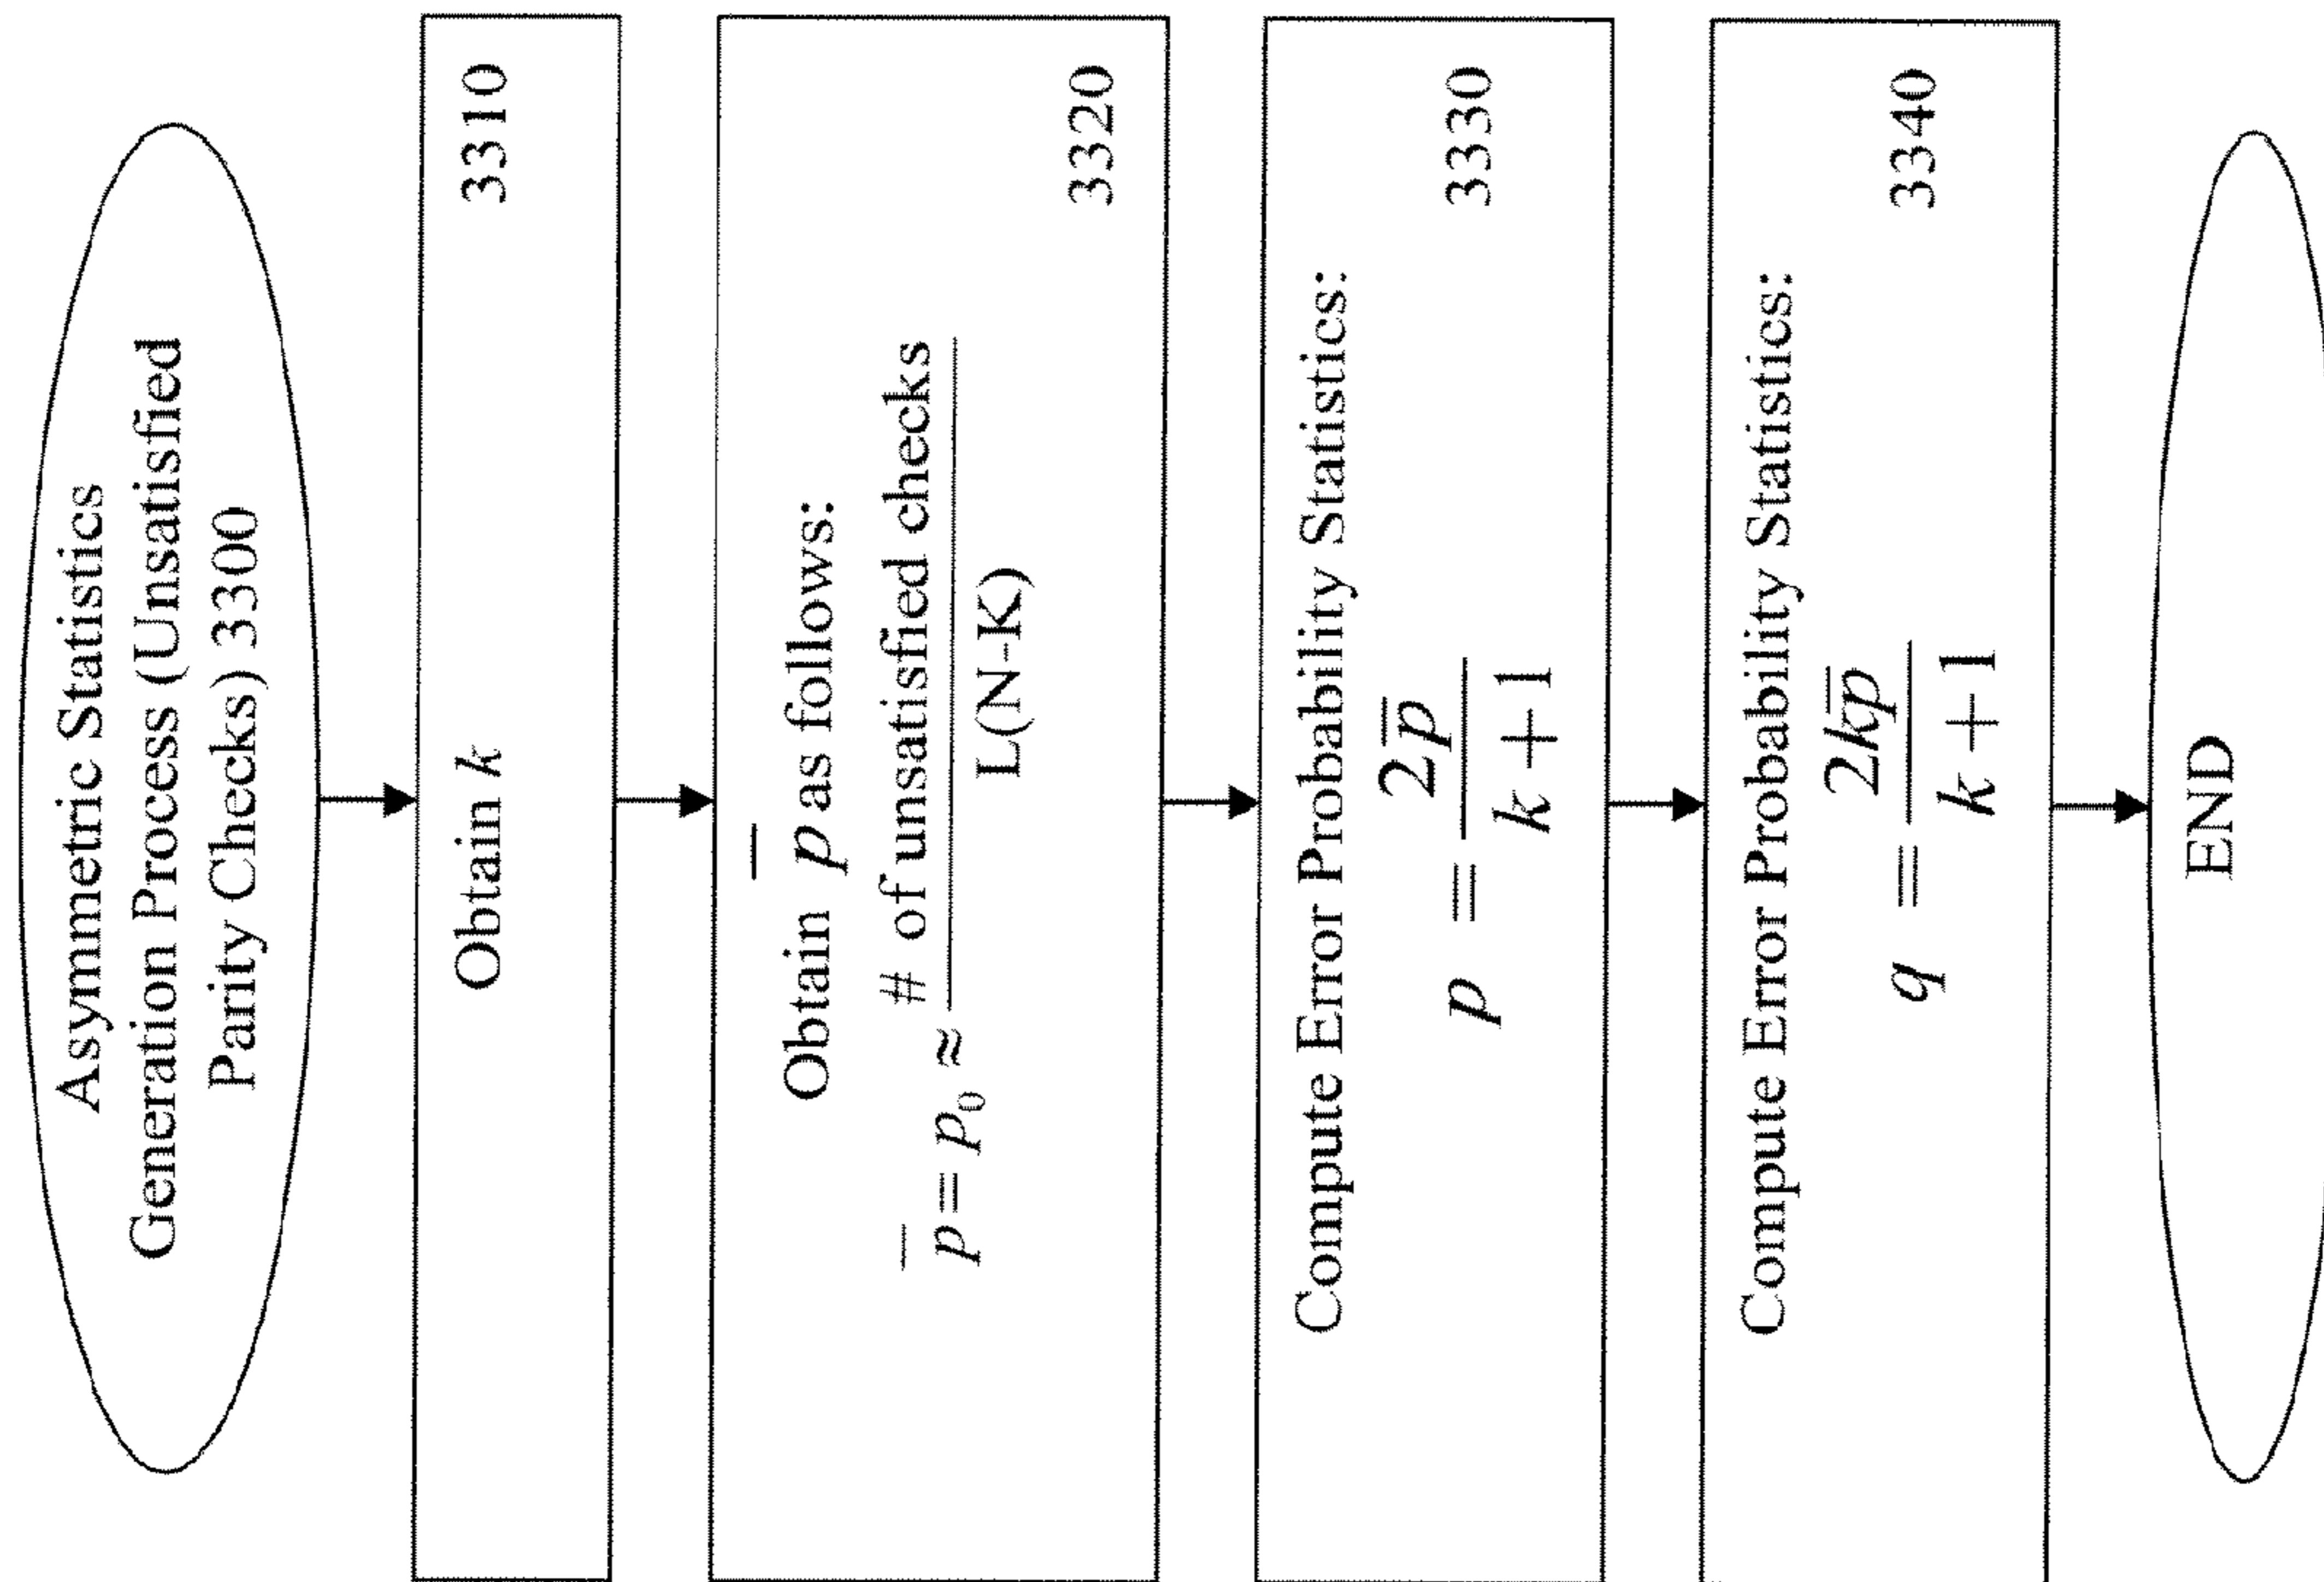 Asymmetric Statistics
Generation Process (Unsatisfied
Parity Checks) 3300
Obtain k
3310
Obtain p̅ as follows:
p̅ = p₀ ≈ # of unsatisfied checks / L(N-K)
3320
Compute Error Probability Statistics:
p = 2p̅ / k + 1
3330
Compute Error Probability Statistics:
q = 2kp̅ / k + 1
3340
END